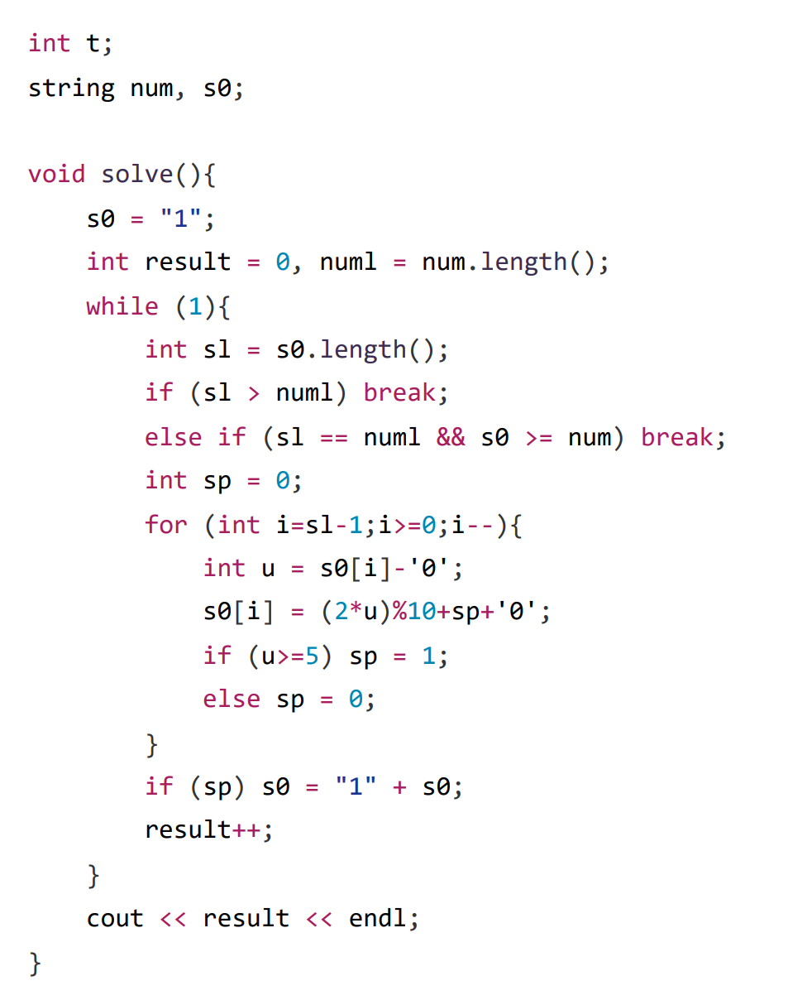 int t;
string num, s0;
void solve(){
    s0 = "1";
    int result = 0, numl = num.length();
    while (1){
        int sl = s0.length();
        if (sl > numl) break;
        else if (sl == numl && s0 >= num) break;
        int sp = 0;
        for (int i=sl-1;i>=0;i--){
            int u = s0[i]-'0';
            s0[i] = (2*u)%10+sp+'0';
            if (u>=5) sp = 1;
            else sp = 0;
        }
        if (sp) s0 = "1" + s0;
        result++;
    }
    cout << result << endl;
}